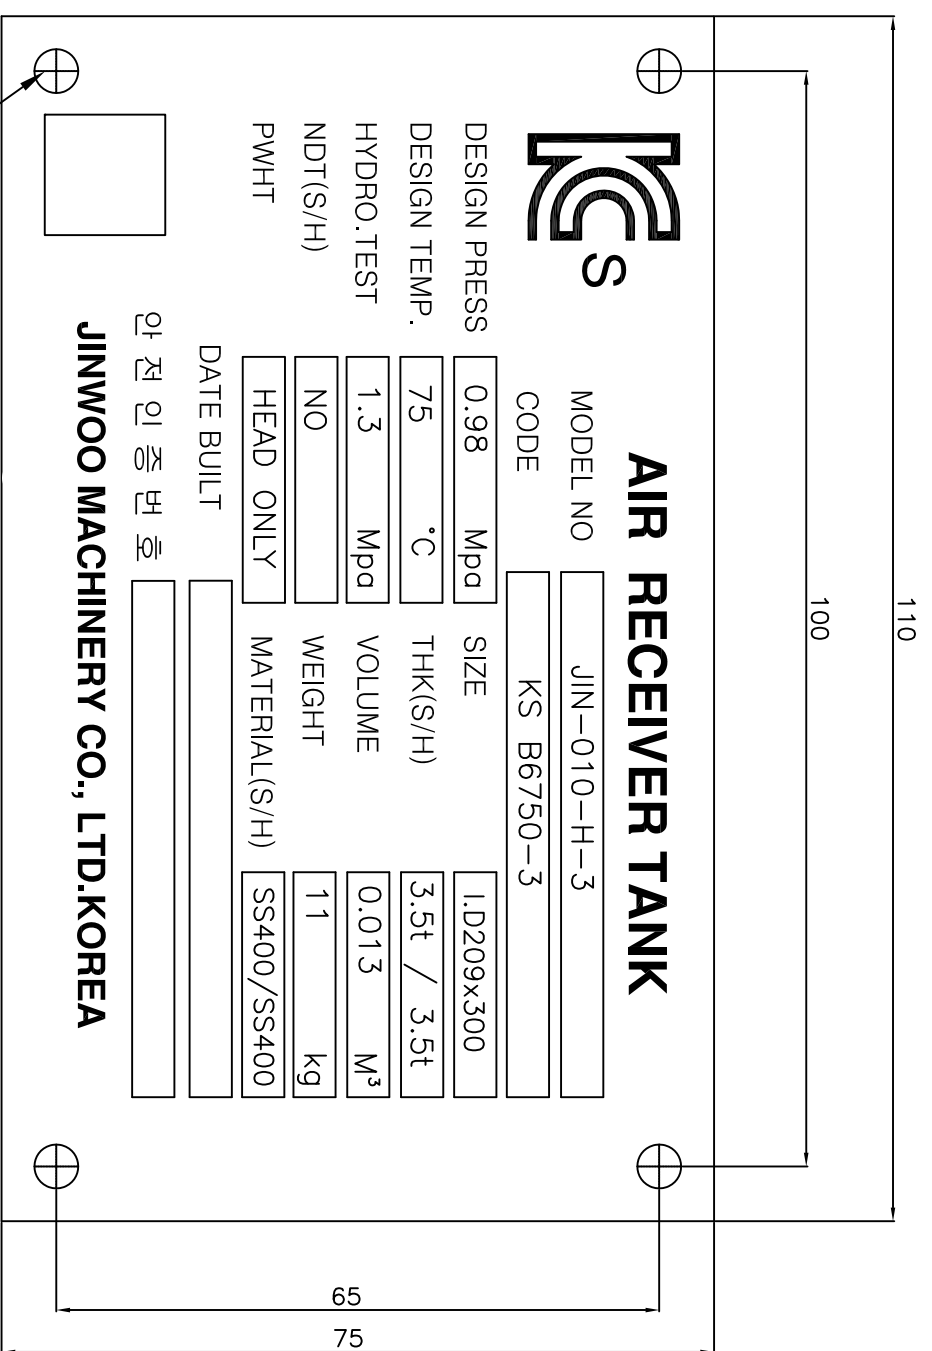 KCS
AIR RECEIVER TANK
MODEL NO JIN-010-H-3
CODE KS B6750-3
DESIGN PRESS 0.98 Mpa SIZE I.D209x300
DESIGN TEMP. 75 °C THK(S/H) 3.5t / 3.5t
HYDRO.TEST 1.3 Mpa VOLUME 0.013 M³
NDT(S/H) NO WEIGHT 11 kg
PWHT HEAD ONLY MATERIAL(S/H) SS400/SS400
DATE BUILT
안전인증번호
JINWOO MACHINERY CO., LTD.KOREA
110
100
65
75